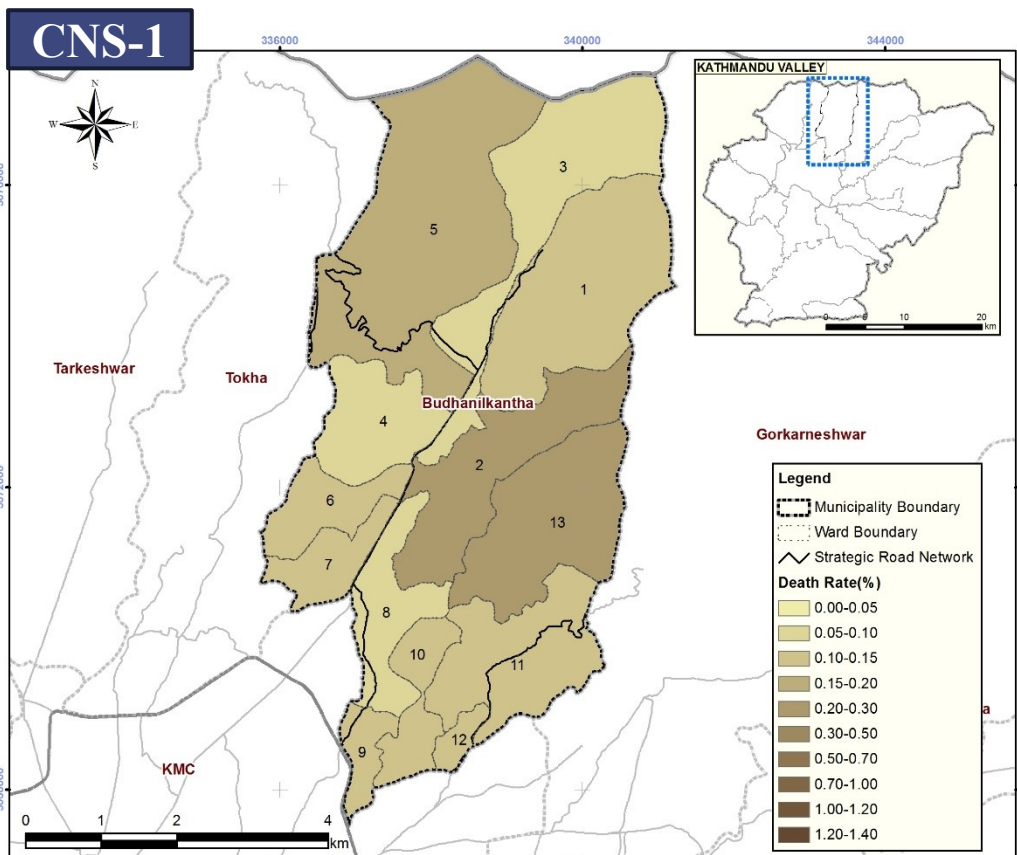 CNS-1
336000
340000
344000
KATHMANDU VALLEY
N
W E
S
0 5 10 20
km
3
5
1
Tarkeshwar
Tokha
Budhanilkantha
4
Gorkarneshwar
2
6
13
7
8
10
11
12
9
KMC
a
Legend
Municipality Boundary
Ward Boundary
Strategic Road Network
Death Rate(%)
0.00-0.05
0.05-0.10
0.10-0.15
0.15-0.20
0.20-0.30
0.30-0.50
0.50-0.70
0.70-1.00
1.00-1.20
1.20-1.40
0 1 2 4
km